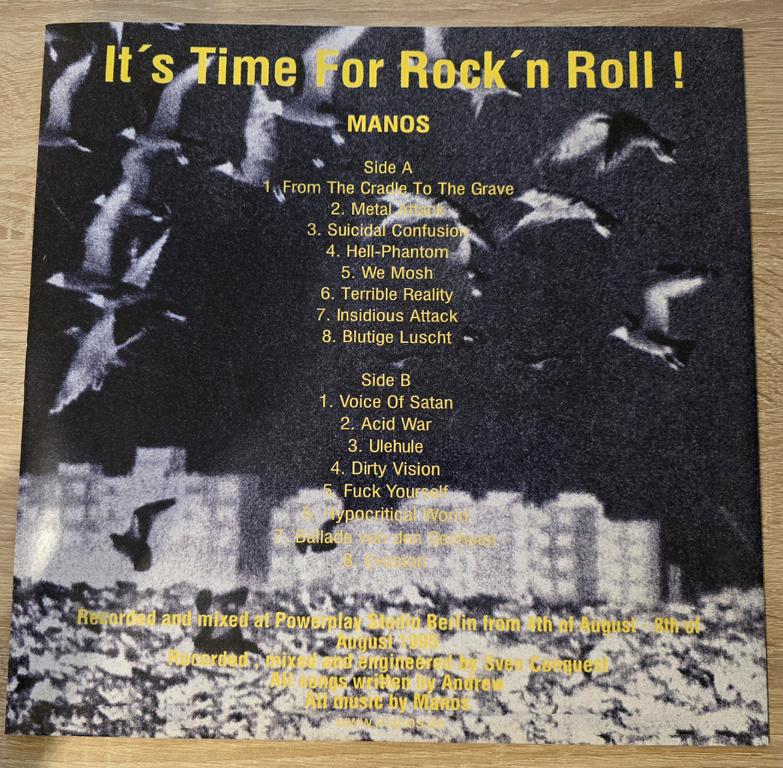 It´s Time For Rock´n Roll !
MANOS
Side A
1. From The Cradle To The Grave
2. Metal Attack
3. Suicidal Confusion
4. Hell-Phantom
5. We Mosh
6. Terrible Reality
7. Insidious Attack
8. Blutige Luscht
Side B
1. Voice Of Satan
2. Acid War
3. Ulehule
4. Dirty Vision
5. Fuck Yourself
6. Hypocritical World
7. Ballade von den
8.
Recorded and mixed at Powerplay Studio Berlin from 4th of August - 8th of
August
Recorded , mixed and engineered by Sven Conquest
All songs written by Andrew
All music by Manos